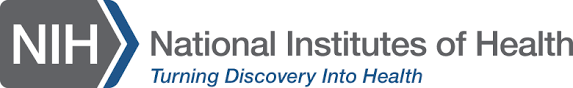 NIH National Institutes of Health
Turning Discovery Into Health